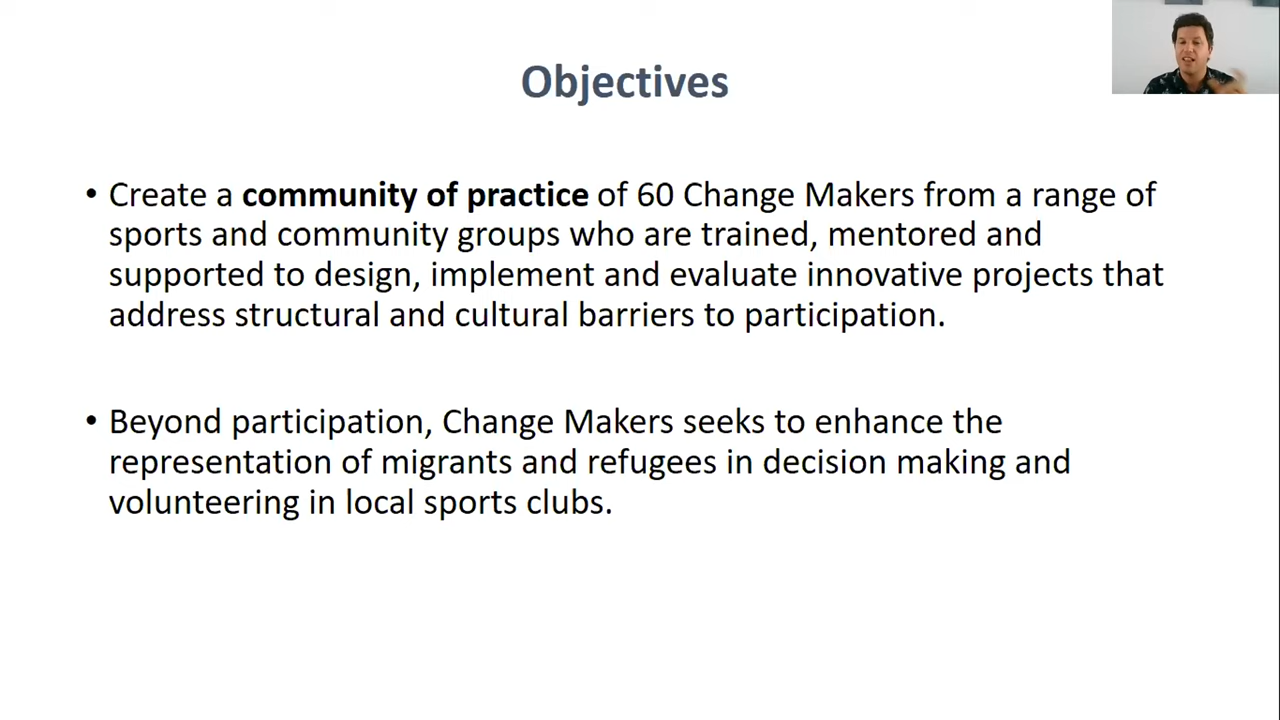 Objectives
• Create a community of practice of 60 Change Makers from a range of
sports and community groups who are trained, mentored and
supported to design, implement and evaluate innovative projects that
address structural and cultural barriers to participation.
• Beyond participation, Change Makers seeks to enhance the
representation of migrants and refugees in decision making and
volunteering in local sports clubs.